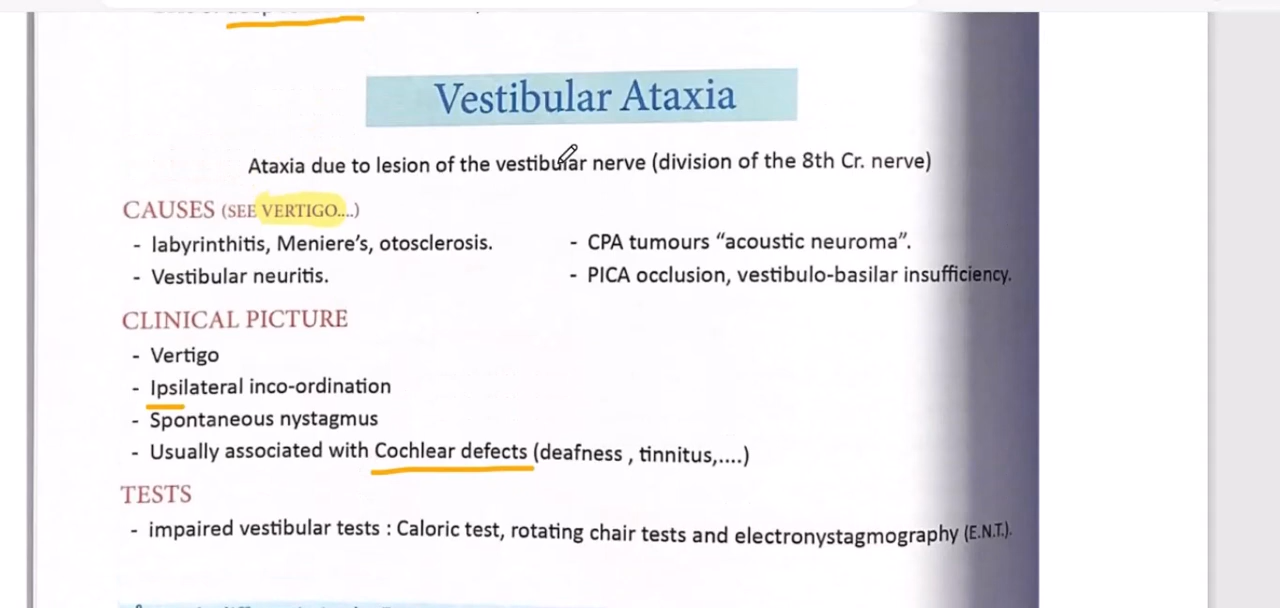 Vestibular Ataxia
Ataxia due to lesion of the vestibular nerve (division of the 8th Cr. nerve)
CAUSES (SEE VERTIGO....)
- labyrinthitis, Meniere's, otosclerosis.
- Vestibular neuritis.
- CPA tumours "acoustic neuroma".
- PICA occlusion, vestibulo-basilar insufficiency.
CLINICAL PICTURE
- Vertigo
- Ipsilateral inco-ordination
- Spontaneous nystagmus
- Usually associated with Cochlear defects (deafness , tinnitus,....)
TESTS
- impaired vestibular tests : Caloric test, rotating chair tests and electronystagmography (E.N.T.).